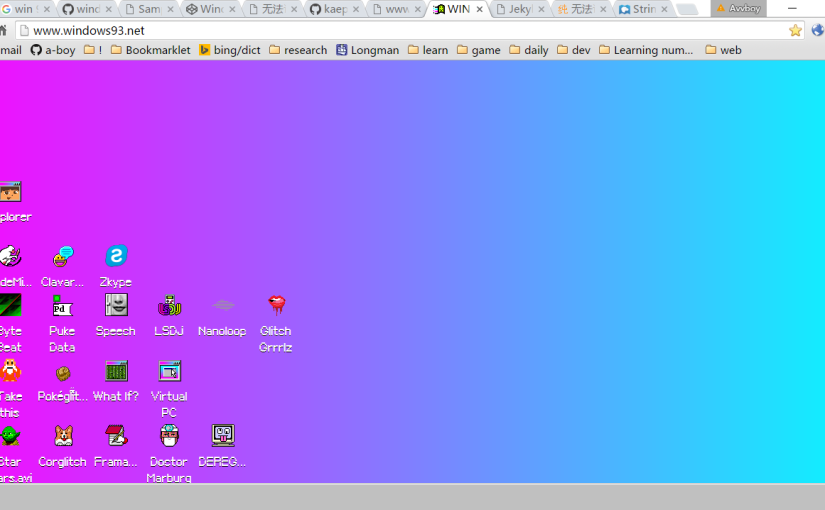 win
wind
Sam
Wind
无法
kaep
www
WIN
Jekyl
无法
Strin
Avvboy
www.windows93.net
mail a-boy ! Bookmarklet bing/dict research Longman learn game daily dev Learning num... web
plorer
deMi... Clavar... Zkype
Byte Puke Speech LSDJ Nanoloop Glitch
Beat Data Grrrlz
Take Pokéglit... What If? Virtual
this PC
Star Corglitch Frama... Doctor DEREG...
ars.avi Marburg